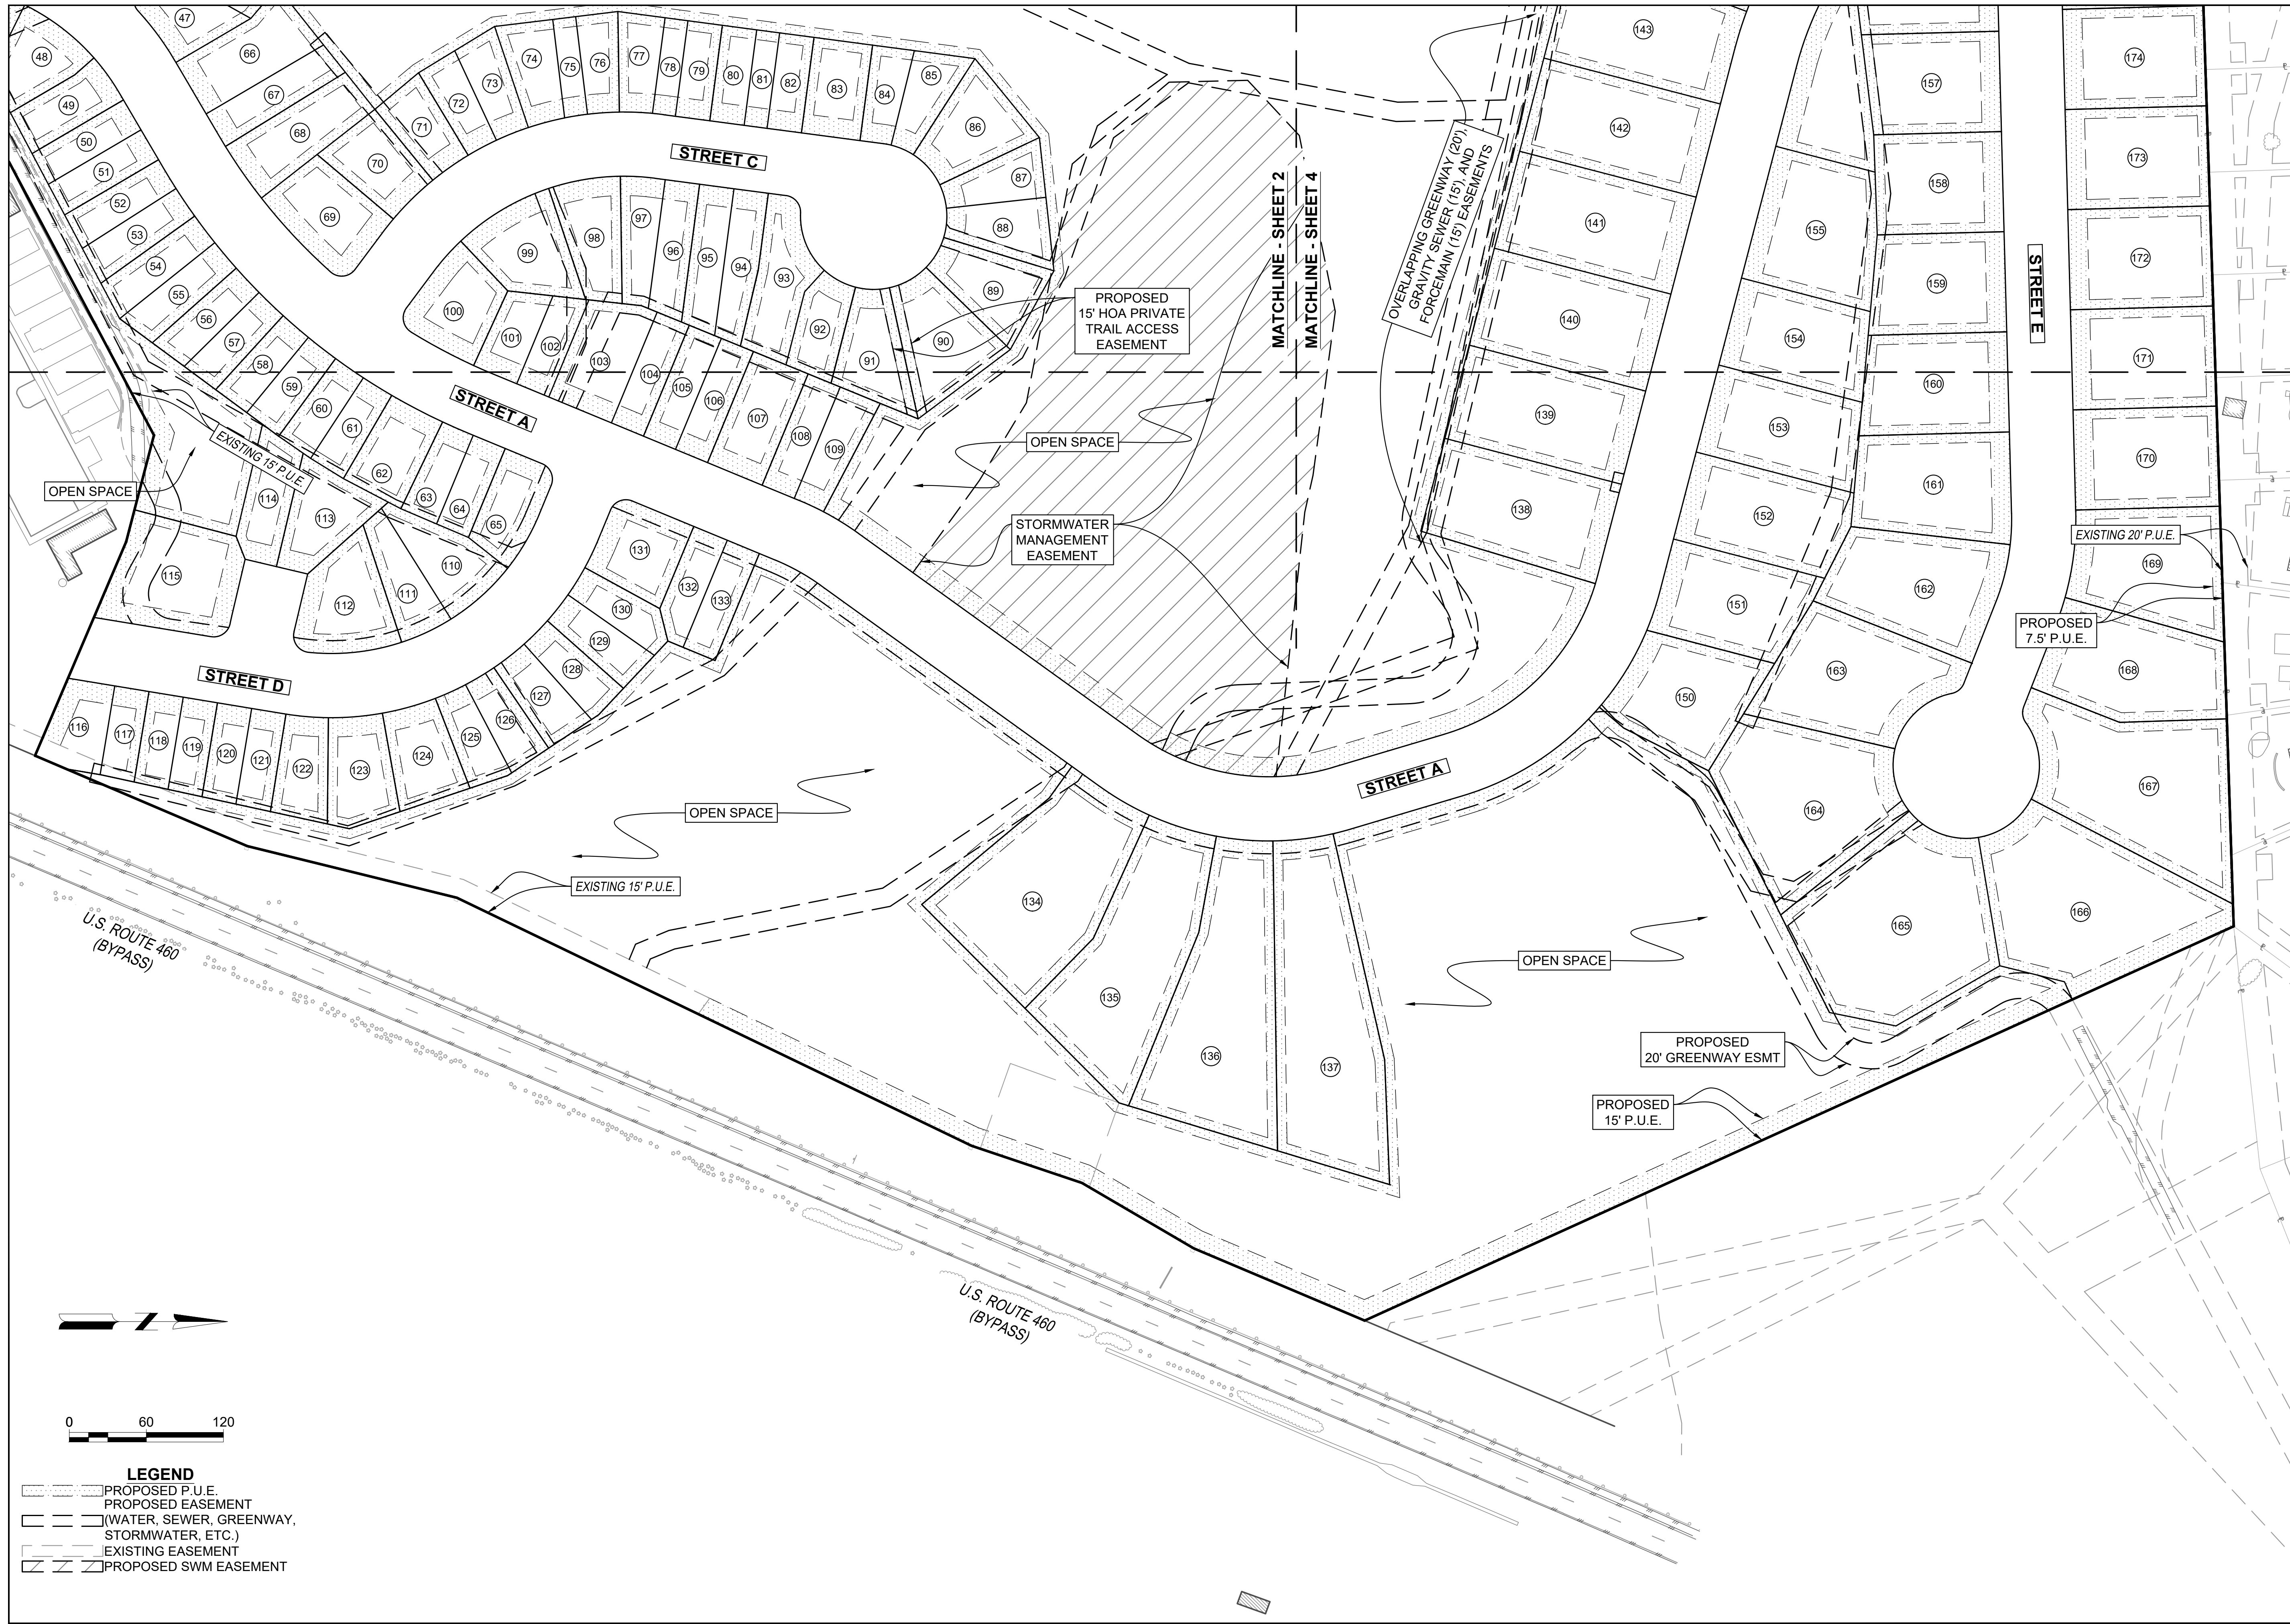 47
48
49
50
51
52
53
54
55
56
57
58
59
60
61
62
63
64
65
66
67
68
69
70
71
72
73
74
75
76
77
78
79
80
81
82
83
84
85
86
87
88
89
90
91
92
93
94
95
96
97
98
99
100
101
102
103
104
105
106
107
108
109
STREET C
STREET A
PROPOSED
15' HOA PRIVATE
TRAIL ACCESS
EASEMENT
MATCHLINE - SHEET 2
MATCHLINE - SHEET 4
OVERLAPPING GREENWAY (20'),
GRAVITY SEWER (15'), AND
FORCEMAIN (15') EASEMENTS
OPEN SPACE
STORMWATER
MANAGEMENT
EASEMENT
EXISTING 15' P.U.E.
OPEN SPACE
110
111
112
113
114
115
STREET D
116
117
118
119
120
121
122
123
124
125
126
127
128
129
130
131
132
133
OPEN SPACE
EXISTING 15' P.U.E.
U.S. ROUTE 460
(BYPASS)
134
135
136
137
STREET A
138
139
140
141
142
143
150
151
152
153
154
155
157
158
159
160
161
162
163
164
165
166
167
168
169
170
171
172
173
174
STREET E
EXISTING 20' P.U.E.
PROPOSED
7.5' P.U.E.
OPEN SPACE
PROPOSED
20' GREENWAY ESMT
PROPOSED
15' P.U.E.
U.S. ROUTE 460
(BYPASS)
0 60 120
LEGEND
PROPOSED P.U.E.
PROPOSED EASEMENT
(WATER, SEWER, GREENWAY,
STORMWATER, ETC.)
EXISTING EASEMENT
PROPOSED SWM EASEMENT